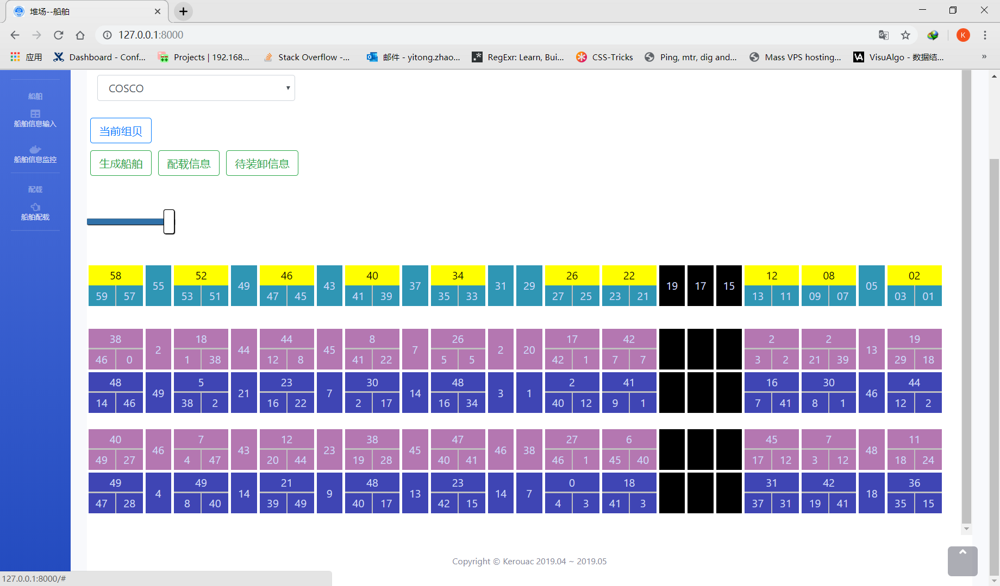 堆场--船舶
127.0.0.1:8000
K
应用 Dashboard - Conf... Projects | 192.168... Stack Overflow -... 邮件 - yitong.zhao... RegExr: Learn, Bui... CSS-Tricks Ping, mtr, dig and... Mass VPS hosting... VisuAlgo - 数据结... »
船舶
船舶信息输入
船舶信息监控
配载
船舶配载
COSCO
当前组贝
生成船舶 配载信息 待装卸信息
58 55 52 49 46 43 40 37 34 31 29 26 22 19 17 15 12 08 05 02
59 57 53 51 47 45 41 39 35 33 27 25 23 21 13 11 09 07 03 01
38 2 18 44 44 45 8 7 26 2 20 17 42 2 2 13 19
46 0 1 38 12 8 41 22 5 5 42 1 7 7 3 2 21 39 29 18
48 49 5 21 23 7 30 14 48 3 1 2 41 16 30 46 44
14 46 38 2 16 22 2 17 16 34 40 12 9 1 7 41 8 1 12 2
40 46 7 43 12 23 38 45 47 46 38 27 6 45 7 48 11
49 27 4 47 20 44 19 28 40 41 46 1 45 40 17 12 3 12 18 24
49 4 49 14 21 9 48 13 23 14 7 0 18 31 42 18 36
47 28 8 40 39 49 40 17 42 15 4 3 41 3 37 31 19 41 35 15
Copyright © Kerouac 2019.04 ~ 2019.05
127.0.0.1:8000/#